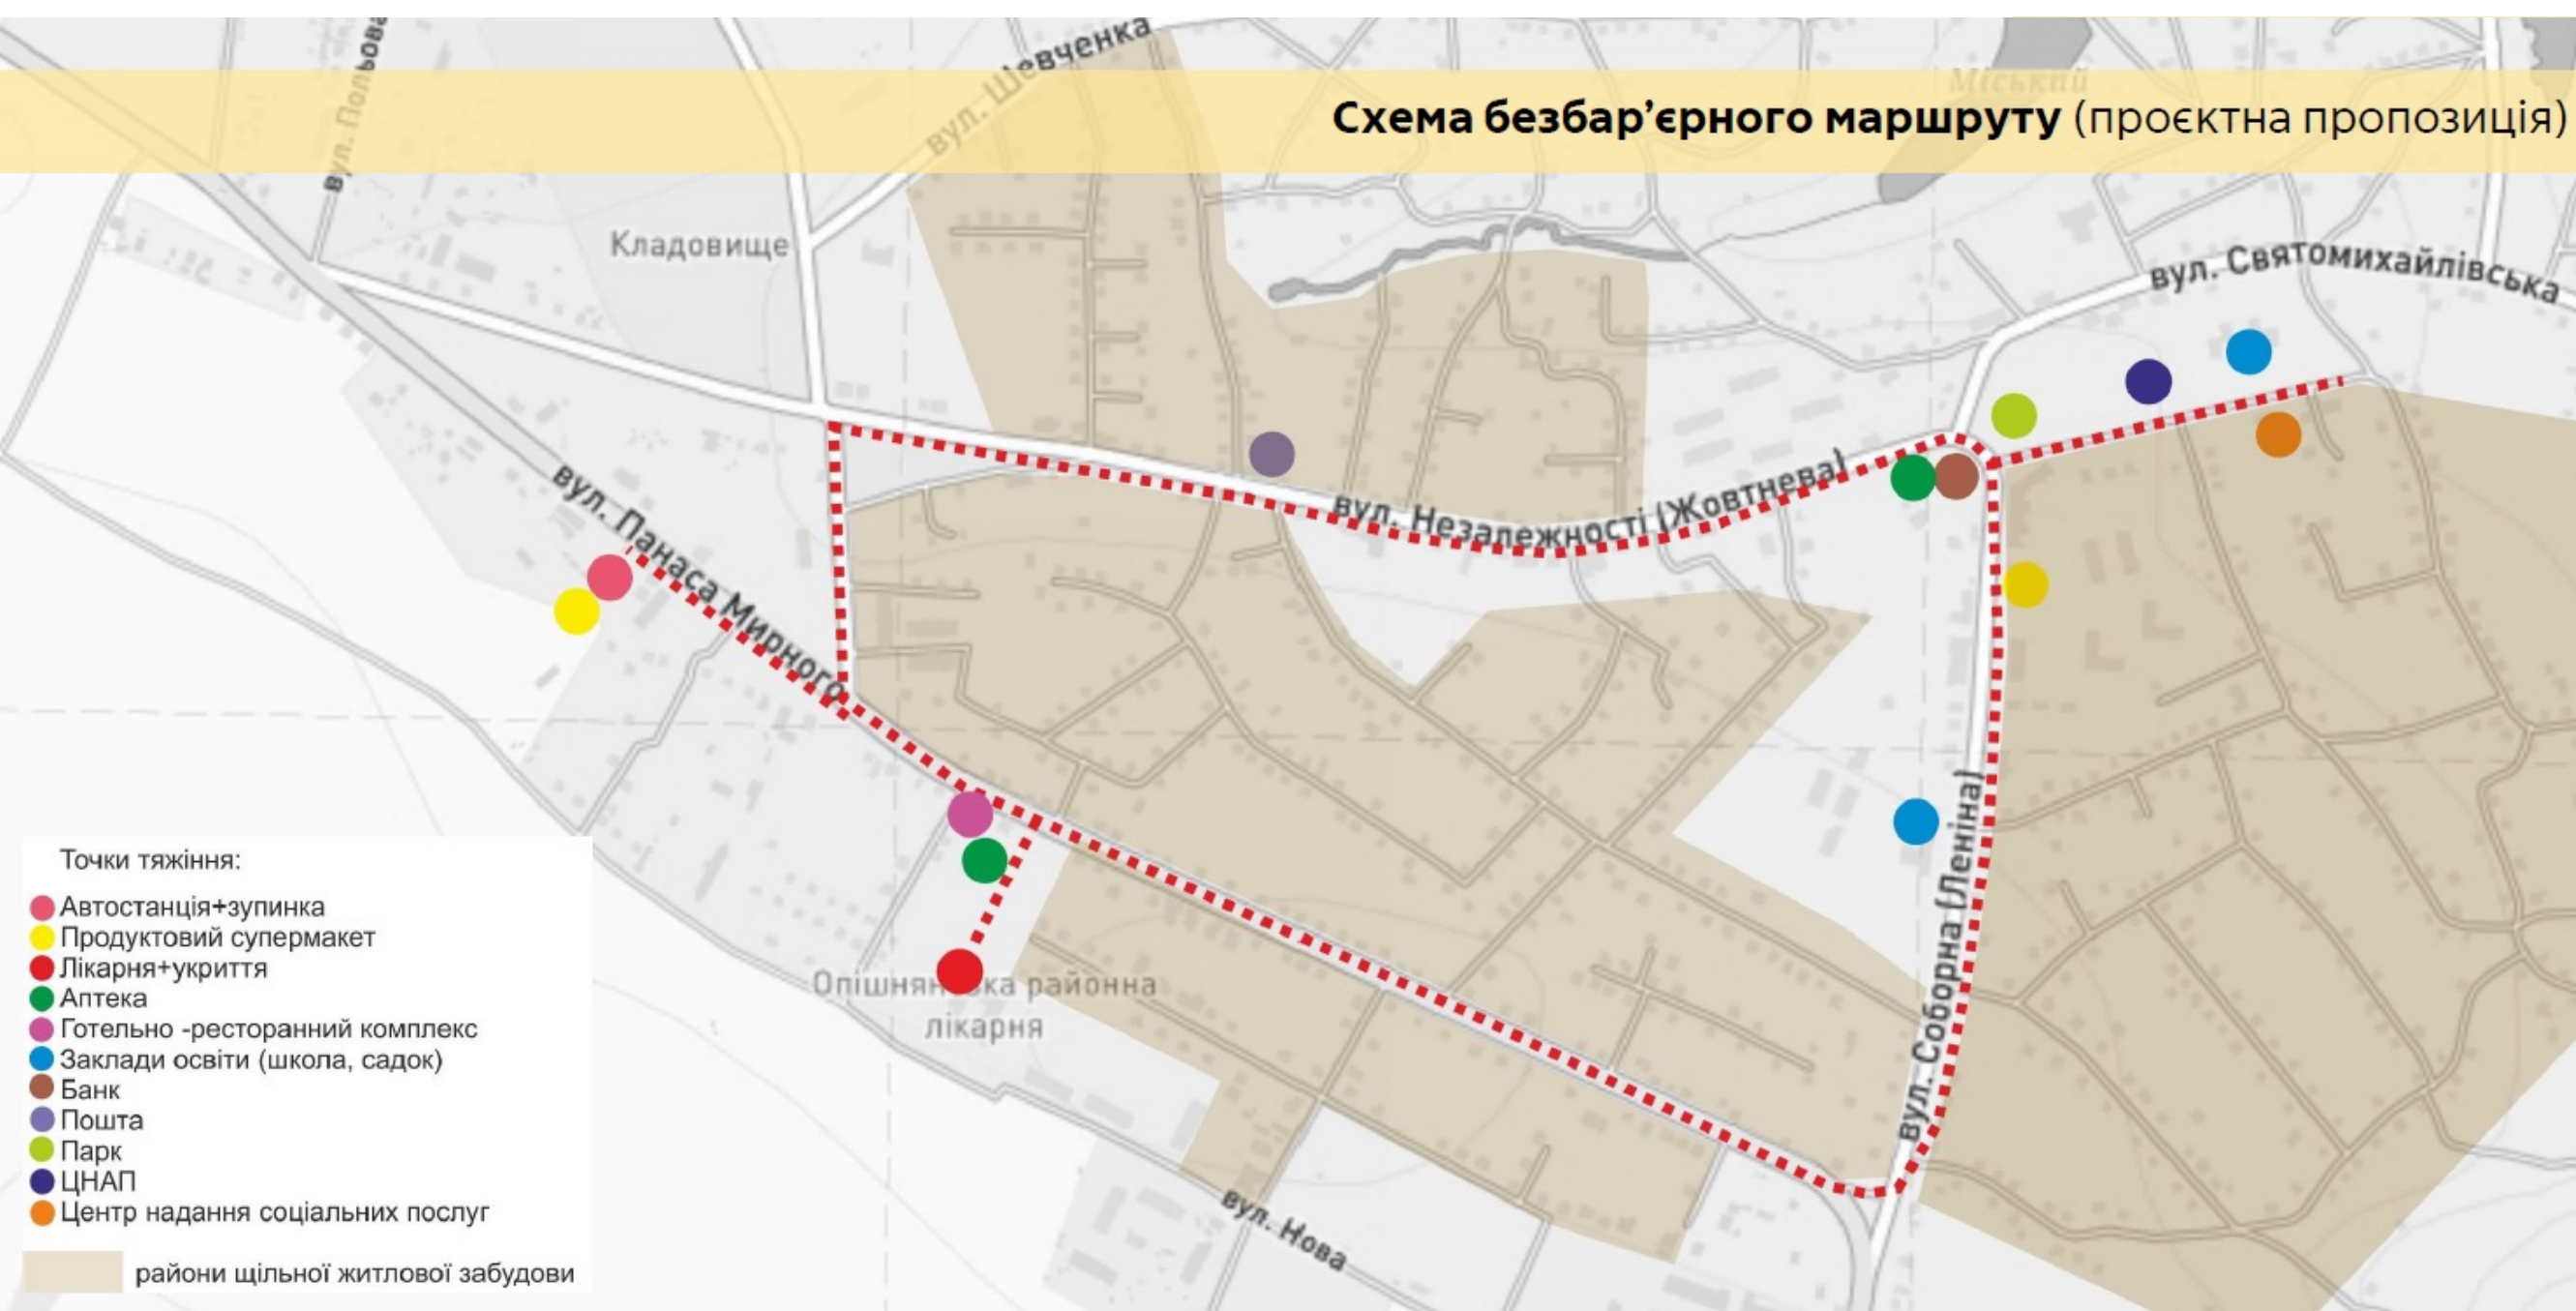 вул. Польова
вул. Шевченка
Міський
Схема безбар’єрного маршруту (проєктна пропозиція)
Кладовище
вул. Святомихайлівська
вул. Панаса Мирного
вул. Незалежності (Жовтнева)
вул. Соборна (Леніна)
Опішнянська районна
лікарня
вул. Нова
Точки тяжіння:
Автостанція+зупинка
Продуктовий супермакет
Лікарня+укриття
Аптека
Готельно -ресторанний комплекс
Заклади освіти (школа, садок)
Банк
Пошта
Парк
ЦНАП
Центр надання соціальних послуг
райони щільної житлової забудови